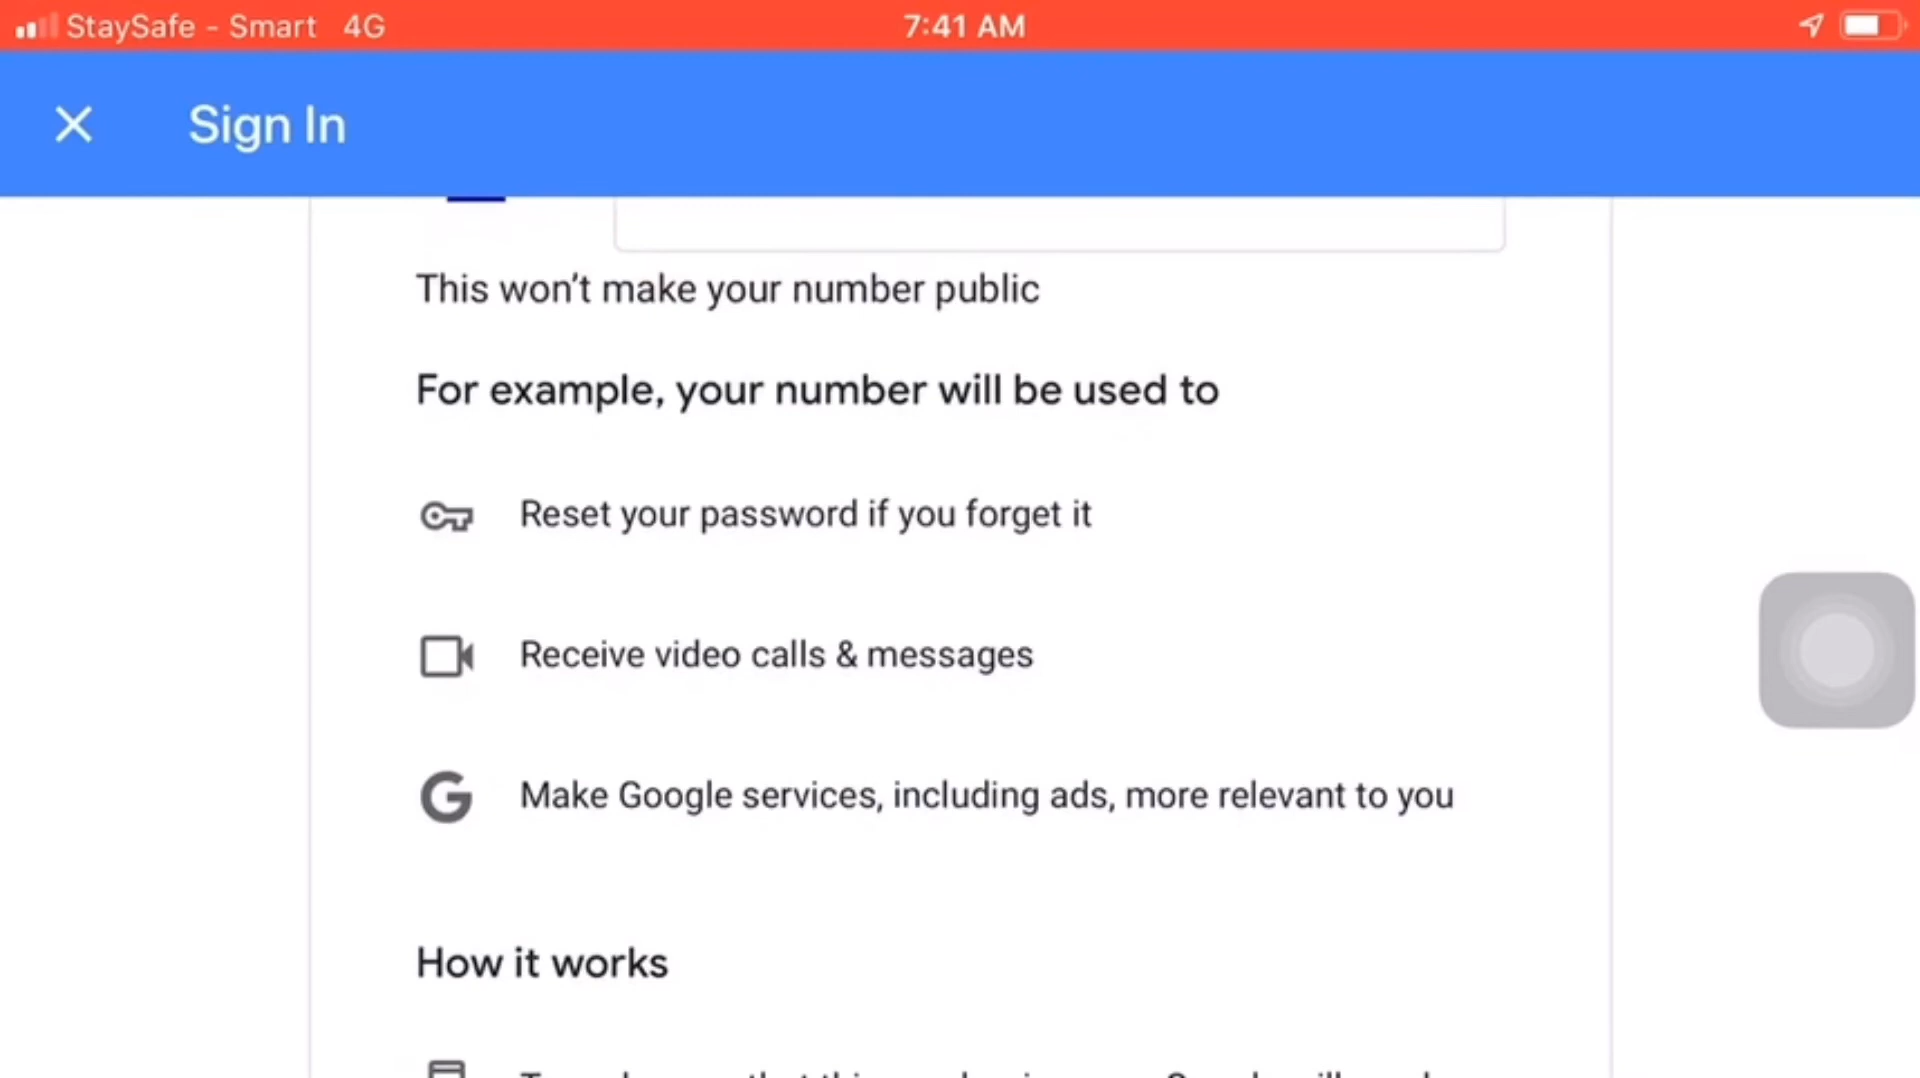 StaySafe - Smart 4G 7:41 AM
Sign In
This won't make your number public
For example, your number will be used to
Reset your password if you forget it
Receive video calls & messages
Make Google services, including ads, more relevant to you
How it works